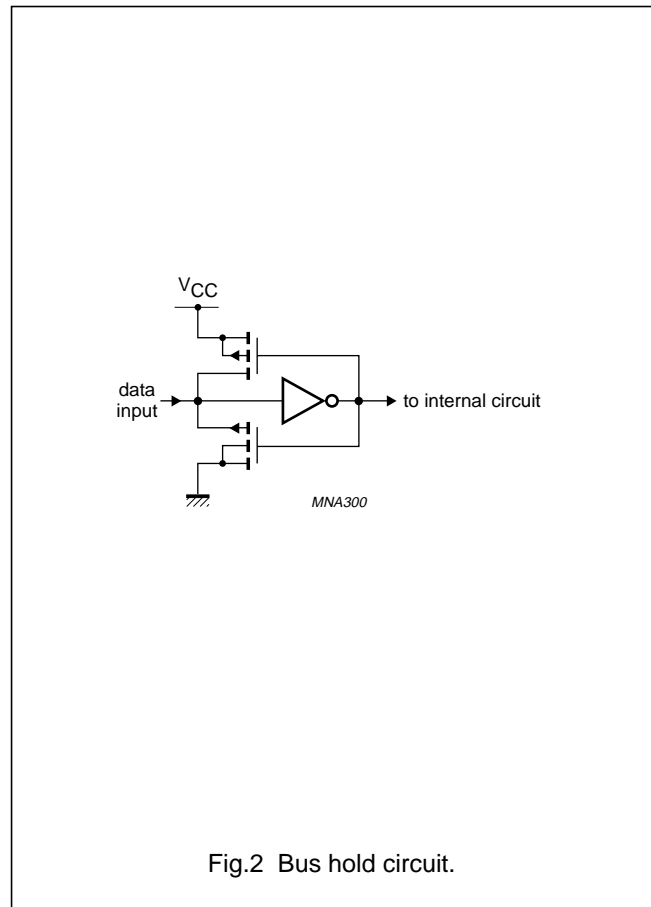 VCC
data
input
to internal circuit
MNA300
Fig.2 Bus hold circuit.